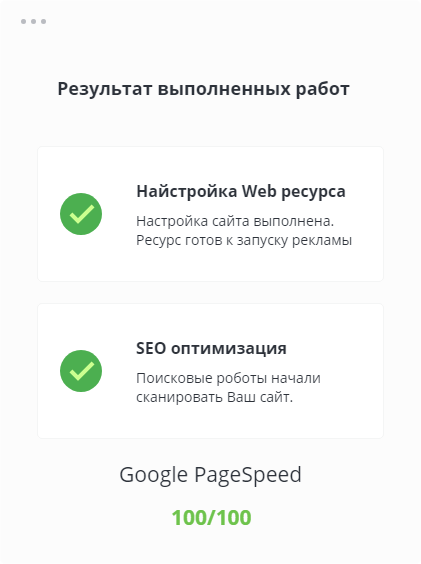 Результат выполненных работ
Найстройка Web ресурса
Настройка сайта выполнена.
Ресурс готов к запуску рекламы
SEO оптимизация
Поисковые роботы начали
сканировать Ваш сайт.
Google PageSpeed
100/100